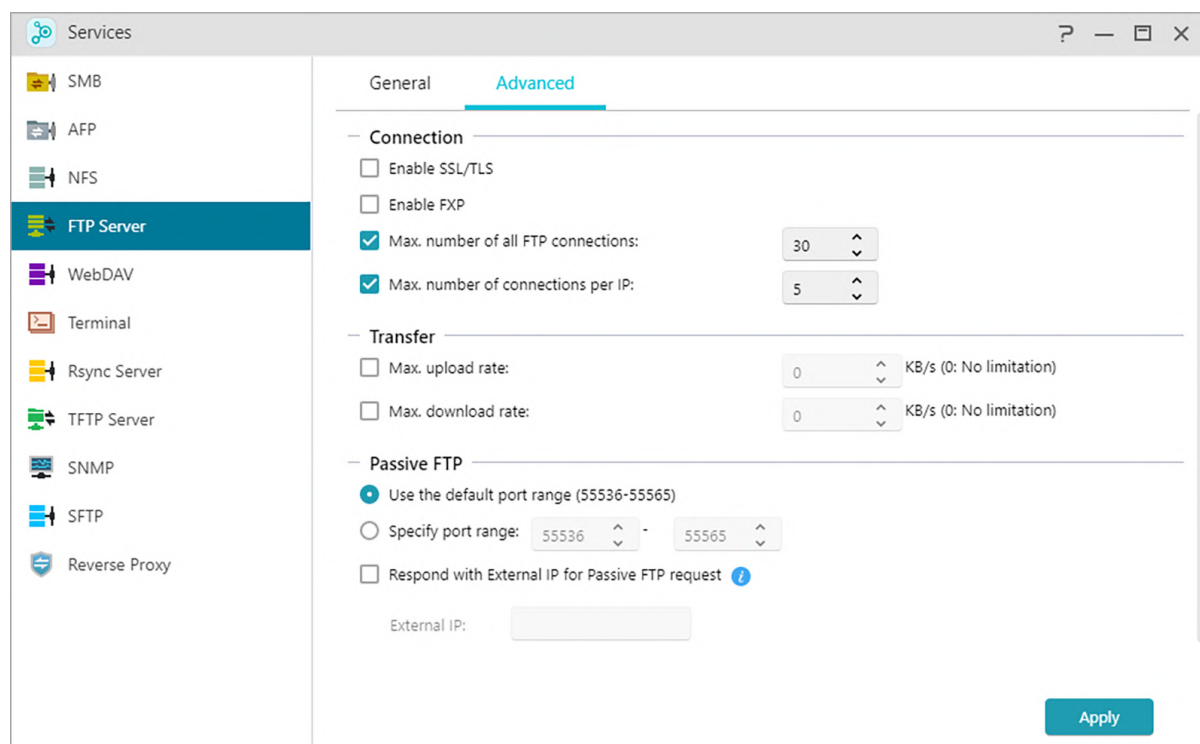 Services
SMB
AFP
NFS
FTP Server
WebDAV
Terminal
Rsync Server
TFTP Server
SNMP
SFTP
Reverse Proxy
General Advanced
Connection
Enable SSL/TLS
Enable FXP
Max. number of all FTP connections: 30
Max. number of connections per IP: 5
Transfer
Max. upload rate: 0 KB/s (0: No limitation)
Max. download rate: 0 KB/s (0: No limitation)
Passive FTP
Use the default port range (55536-55565)
Specify port range: 55536 - 55565
Respond with External IP for Passive FTP request
External IP:
Apply